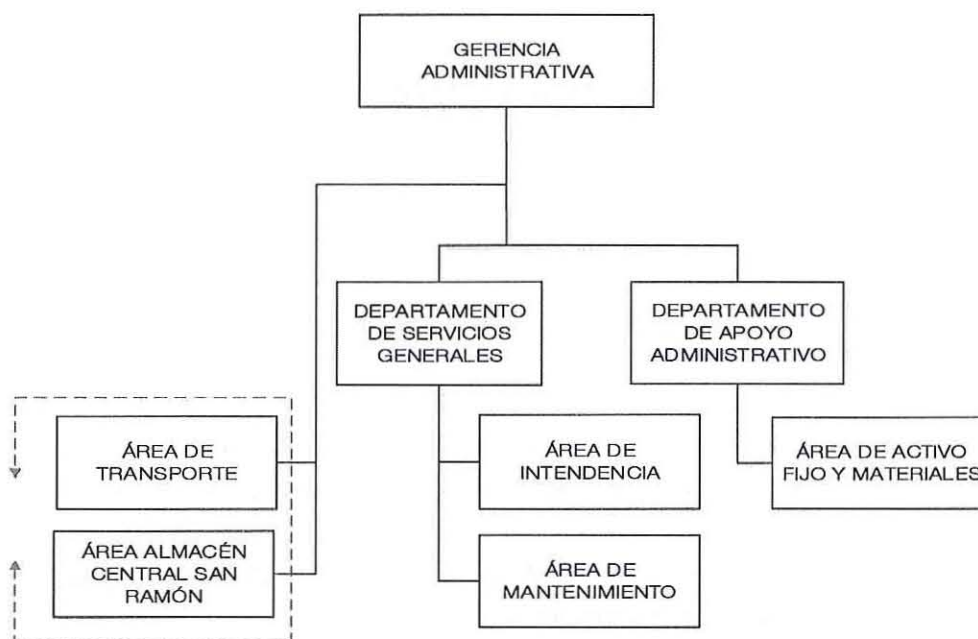 GERENCIA
ADMINISTRATIVA
DEPARTAMENTO
DE SERVICIOS
GENERALES
DEPARTAMENTO
DE APOYO
ADMINISTRATIVO
ÁREA DE
TRANSPORTE
ÁREA DE
INTENDENCIA
ÁREA DE ACTIVO
FIJO Y MATERIALES
ÁREA ALMACÉN
CENTRAL SAN
RAMÓN
ÁREA DE
MANTENIMIENTO